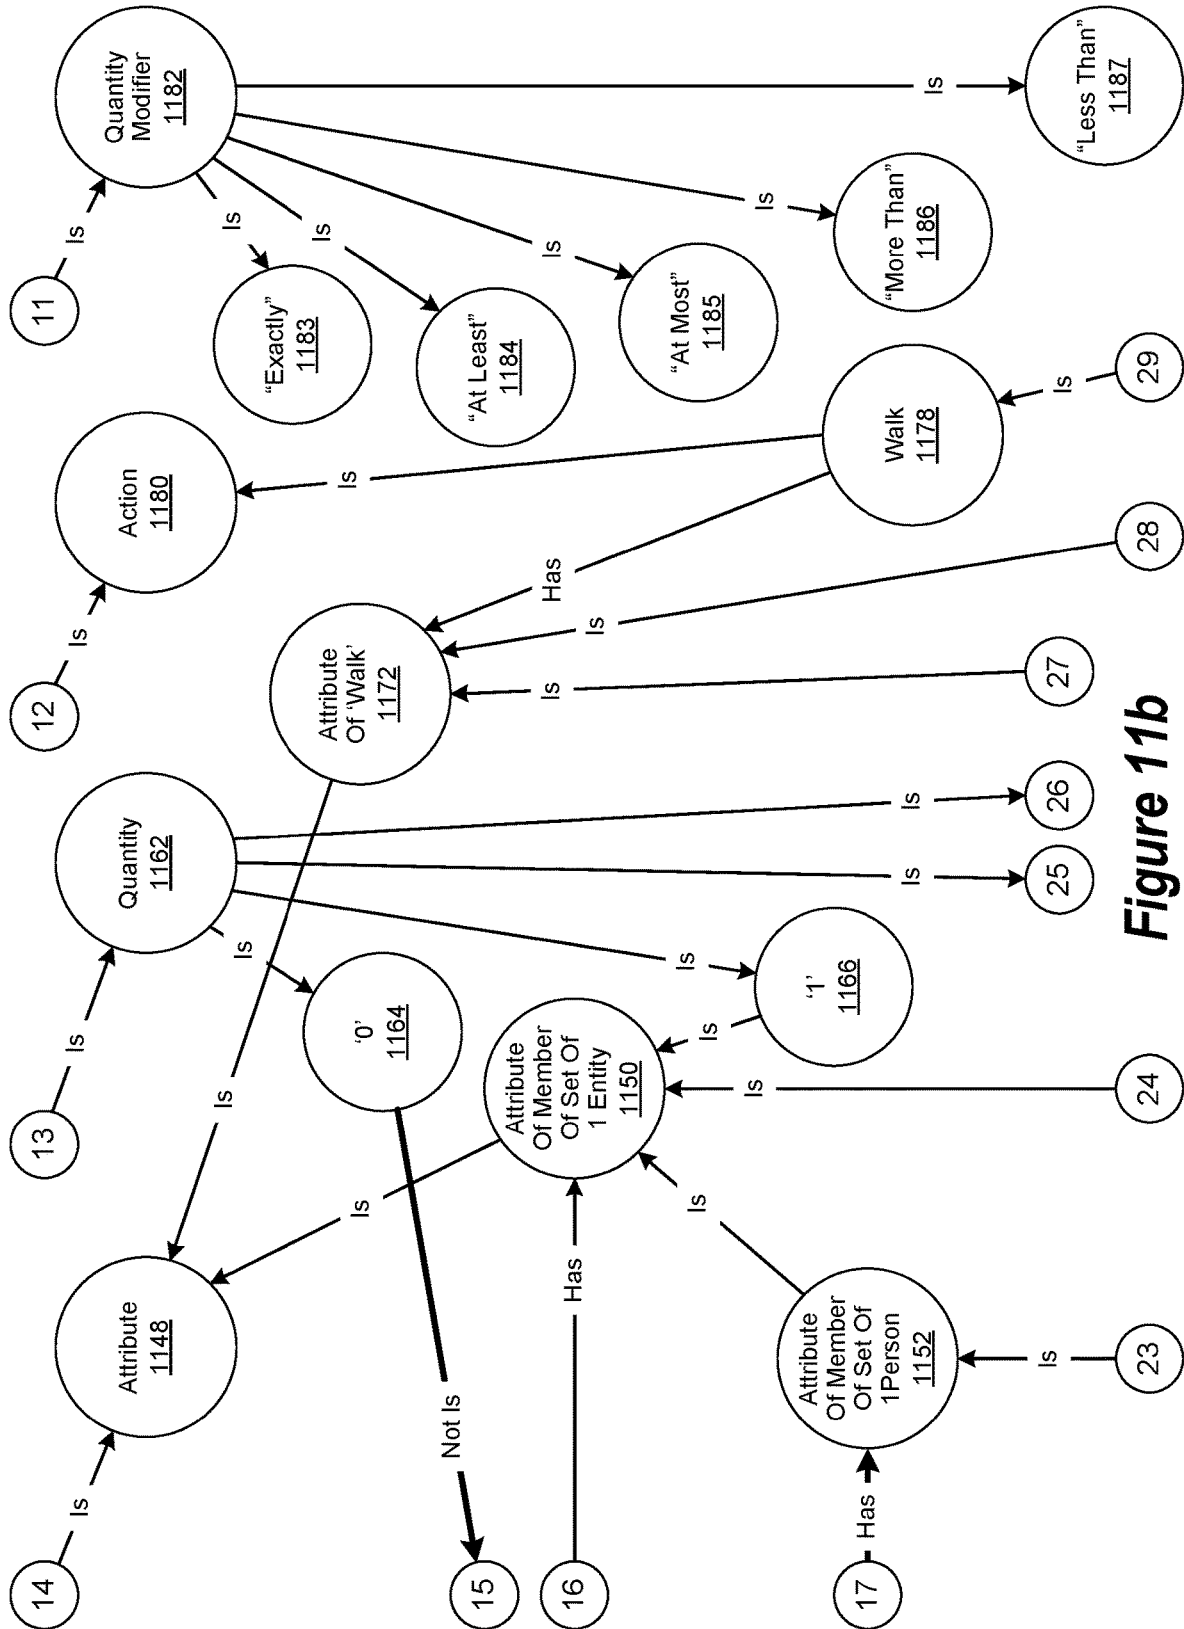 14
Is
Attribute
1148
13
Is
Quantity
1162
12
Is
Action
1180
11
Is
Quantity
Modifier
1182
Is
Is
Is
Is
Is
Is
Is
'0'
1164
Attribute
Of 'Walk'
1172
"Exactly"
1183
15
Not Is
Is
Has
Is
"At Least"
1184
Is
16
Has
Attribute
Of Member
Of Set Of
1 Entity
1150
Is
Is
"At Most"
1185
Is
Is
Is
Is
'1'
1166
Is
Is
Walk
1178
"More Than"
1186
Is
17
Has
Attribute
Of Member
Of Set Of
1Person
1152
25
26
27
Is
Is
"Less Than"
1187
23
24
28
29
Figure 11b